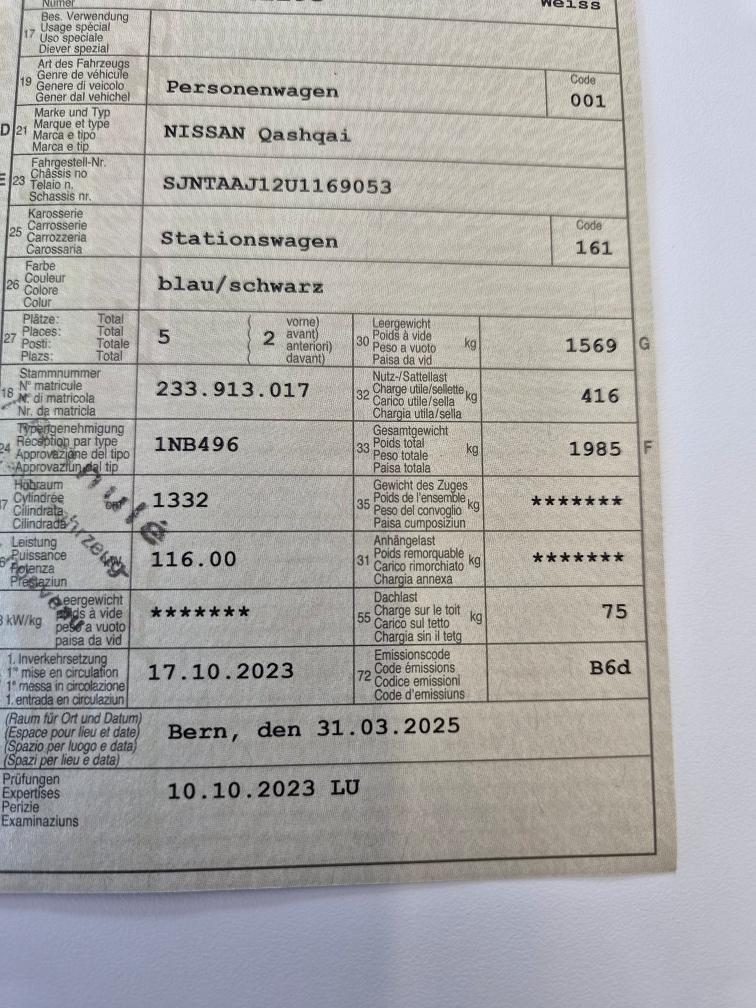 Numer
Weiss
17 Bes. Verwendung
Usage spécial
Uso speciale
Diever spezial
19 Art des Fahrzeugs
Genre de véhicule
Genere di veicolo
Gener dal vehichel
Personenwagen
Code
001
D 21 Marke und Typ
Marque et type
Marca e tipo
Marca e tip
NISSAN Qashqai
E 23 Fahrgestell-Nr.
Châssis no
Telaio n.
Schassis nr.
SJNTAAJ12U1169053
25 Karosserie
Carrosserie
Carrozzeria
Carossaria
Stationswagen
Code
161
26 Farbe
Couleur
Colore
Colur
blau/schwarz
27 Plätze: Total
Places: Total
Posti: Totale
Plazs: Total
5
( 2 vorne)
avant)
anteriori)
davant)
30 Leergewicht
Poids à vide
Peso a vuoto
Paisa da vid
kg
1569 G
18 Stammnummer
N° matricule
N. di matricola
Nr. da matricla
233.913.017
32 Nutz-/Sattellast
Charge utile/sellette
Carico utile/sella
Chargia utila/sella
kg
416
24 Typengenehmigung
Réception par type
Approvazione del tipo
Approvaziun dal tip
1NB496
33 Gesamtgewicht
Poids total
Peso totale
Paisa totala
kg
1985 F
7 Hubraum
Cylindrée
Cilindrata
Cilindrada
1332
35 Gewicht des Zuges
Poids de l'ensemble
Peso del convoglio
Paisa cumposiziun
kg
*******
Leistung
Puissance
Potenza
Prestaziun
116.00
31 Anhängelast
Poids remorquable
Carico rimorchiato
Chargia annexa
kg
*******
kW/kg
Leergewicht
poids à vide
peso a vuoto
paisa da vid
*******
55 Dachlast
Charge sur le toit
Carico sul tetto
Chargia sin il tetg
kg
75
1. Inverkehrsetzung
1re mise en circulation
1a messa in circolazione
1. entrada en circulaziun
17.10.2023
72 Emissionscode
Code émissions
Codice emissioni
Code d'emissiuns
B6d
(Raum für Ort und Datum)
(Espace pour lieu et date)
(Spazio per luogo e data)
(Spazi per lieu e data)
Bern, den 31.03.2025
Prüfungen
Expertises
Perizie
Examinaziuns
10.10.2023 LU